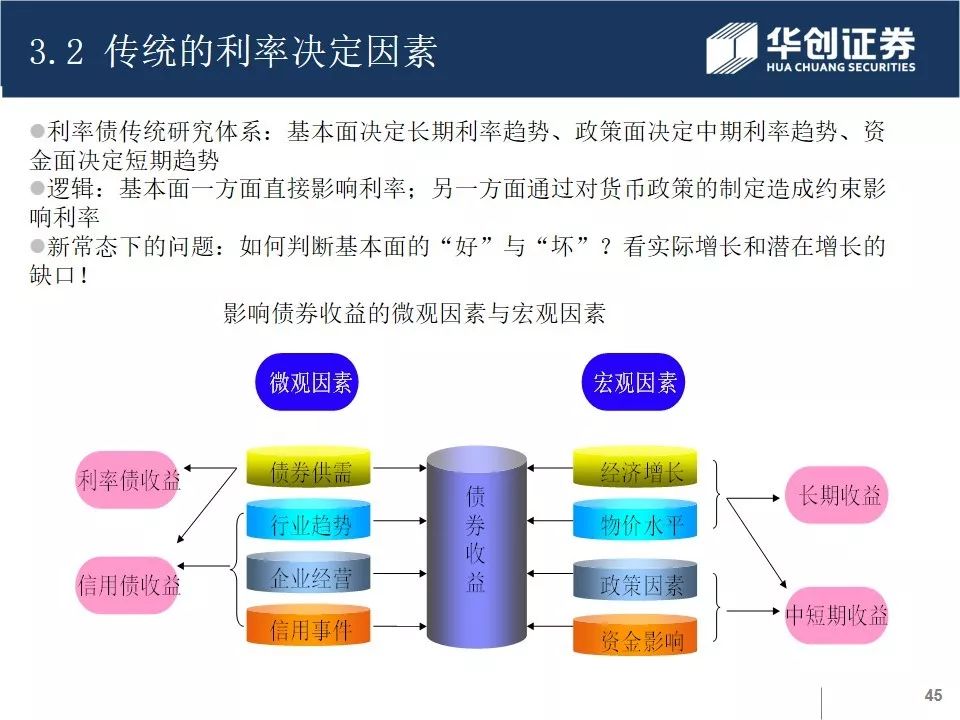 3.2 传统的利率决定因素
华创证券
HUA CHUANG SECURITIES
●利率债传统研究体系：基本面决定长期利率趋势、政策面决定中期利率趋势、资
金面决定短期趋势
●逻辑：基本面一方面直接影响利率；另一方面通过对货币政策的制定造成约束影
响利率
●新常态下的问题：如何判断基本面的“好”与“坏”？看实际增长和潜在增长的
缺口！
影响债券收益的微观因素与宏观因素
微观因素
宏观因素
利率债收益
信用债收益
债券供需
行业趋势
企业经营
信用事件
债券收益
经济增长
物价水平
政策因素
资金影响
长期收益
中短期收益
45